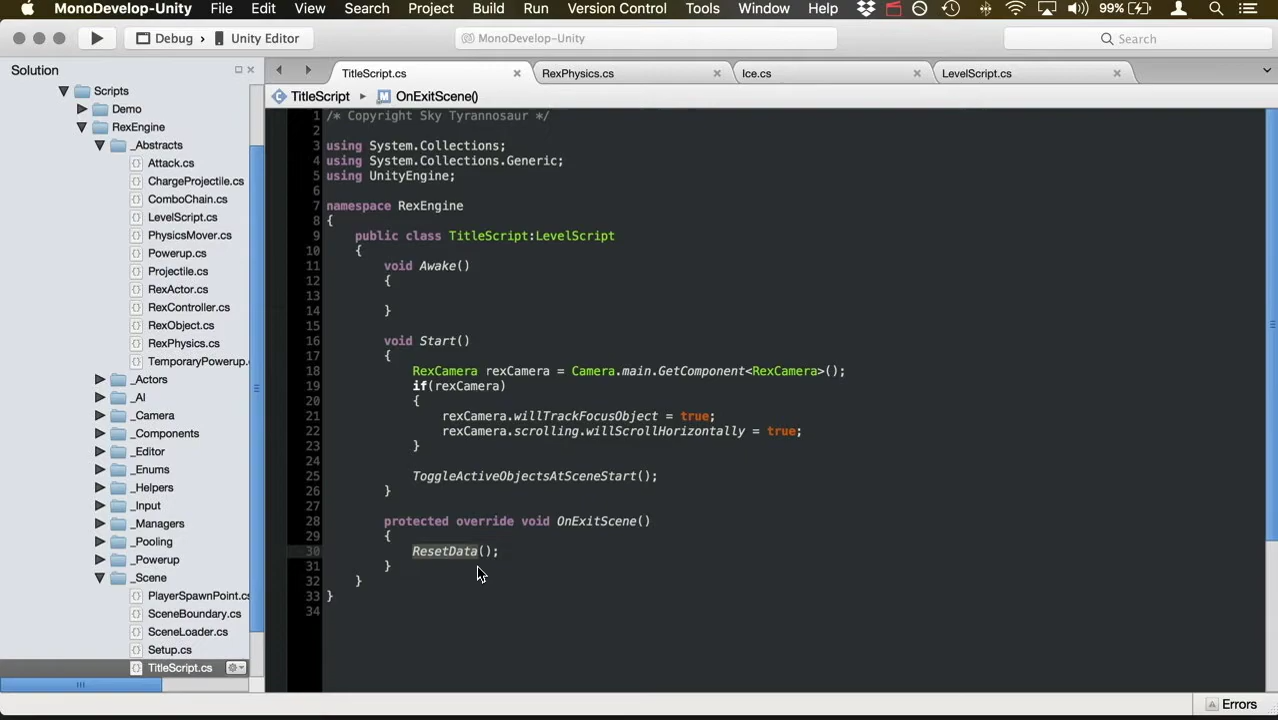 MonoDevelop-Unity File Edit View Search Project Build Run Version Control Tools Window Help 99%
Debug Unity Editor MonoDevelop-Unity Search
Solution
Scripts
Demo
RexEngine
_Abstracts
Attack.cs
ChargeProjectile.cs
ComboChain.cs
LevelScript.cs
PhysicsMover.cs
Powerup.cs
Projectile.cs
RexActor.cs
RexController.cs
RexObject.cs
RexPhysics.cs
TemporaryPowerup.
_Actors
_AI
_Camera
_Components
_Editor
_Enums
_Helpers
_Input
_Managers
_Pooling
_Powerup
_Scene
PlayerSpawnPoint.cs
SceneBoundary.cs
SceneLoader.cs
Setup.cs
TitleScript.cs
TitleScript.cs RexPhysics.cs Ice.cs LevelScript.cs
TitleScript OnExitScene()
1 /* Copyright Sky Tyrannosaur */
2
3 using System.Collections;
4 using System.Collections.Generic;
5 using UnityEngine;
6
7 namespace RexEngine
8 {
9 public class TitleScript:LevelScript
10 {
11 void Awake()
12 {
13
14 }
15
16 void Start()
17 {
18 RexCamera rexCamera = Camera.main.GetComponent<RexCamera>();
19 if(rexCamera)
20 {
21 rexCamera.willTrackFocusObject = true;
22 rexCamera.scrolling.willScrollHorizontally = true;
23 }
24
25 ToggleActiveObjectsAtSceneStart();
26 }
27
28 protected override void OnExitScene()
29 {
30 ResetData();
31 }
32 }
33 }
34
Errors